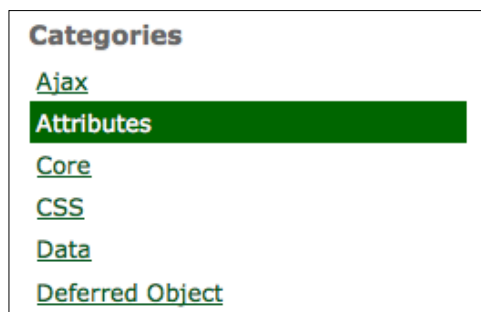 Categories
Ajax
Attributes
Core
CSS
Data
Deferred Object